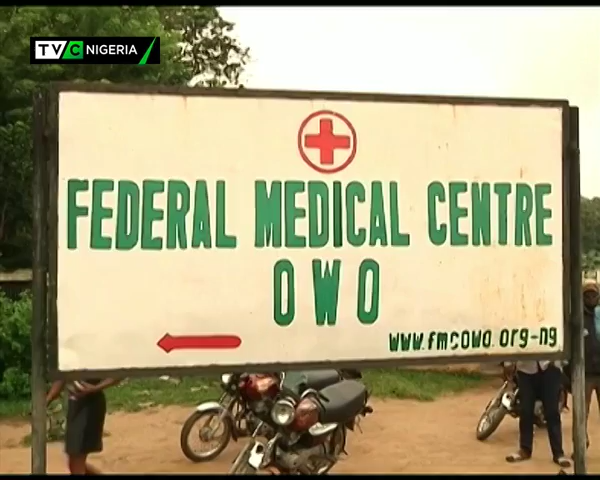 TVC NIGERIA
FEDERAL MEDICAL CENTRE
OWO
www.fmcowo.org-ng